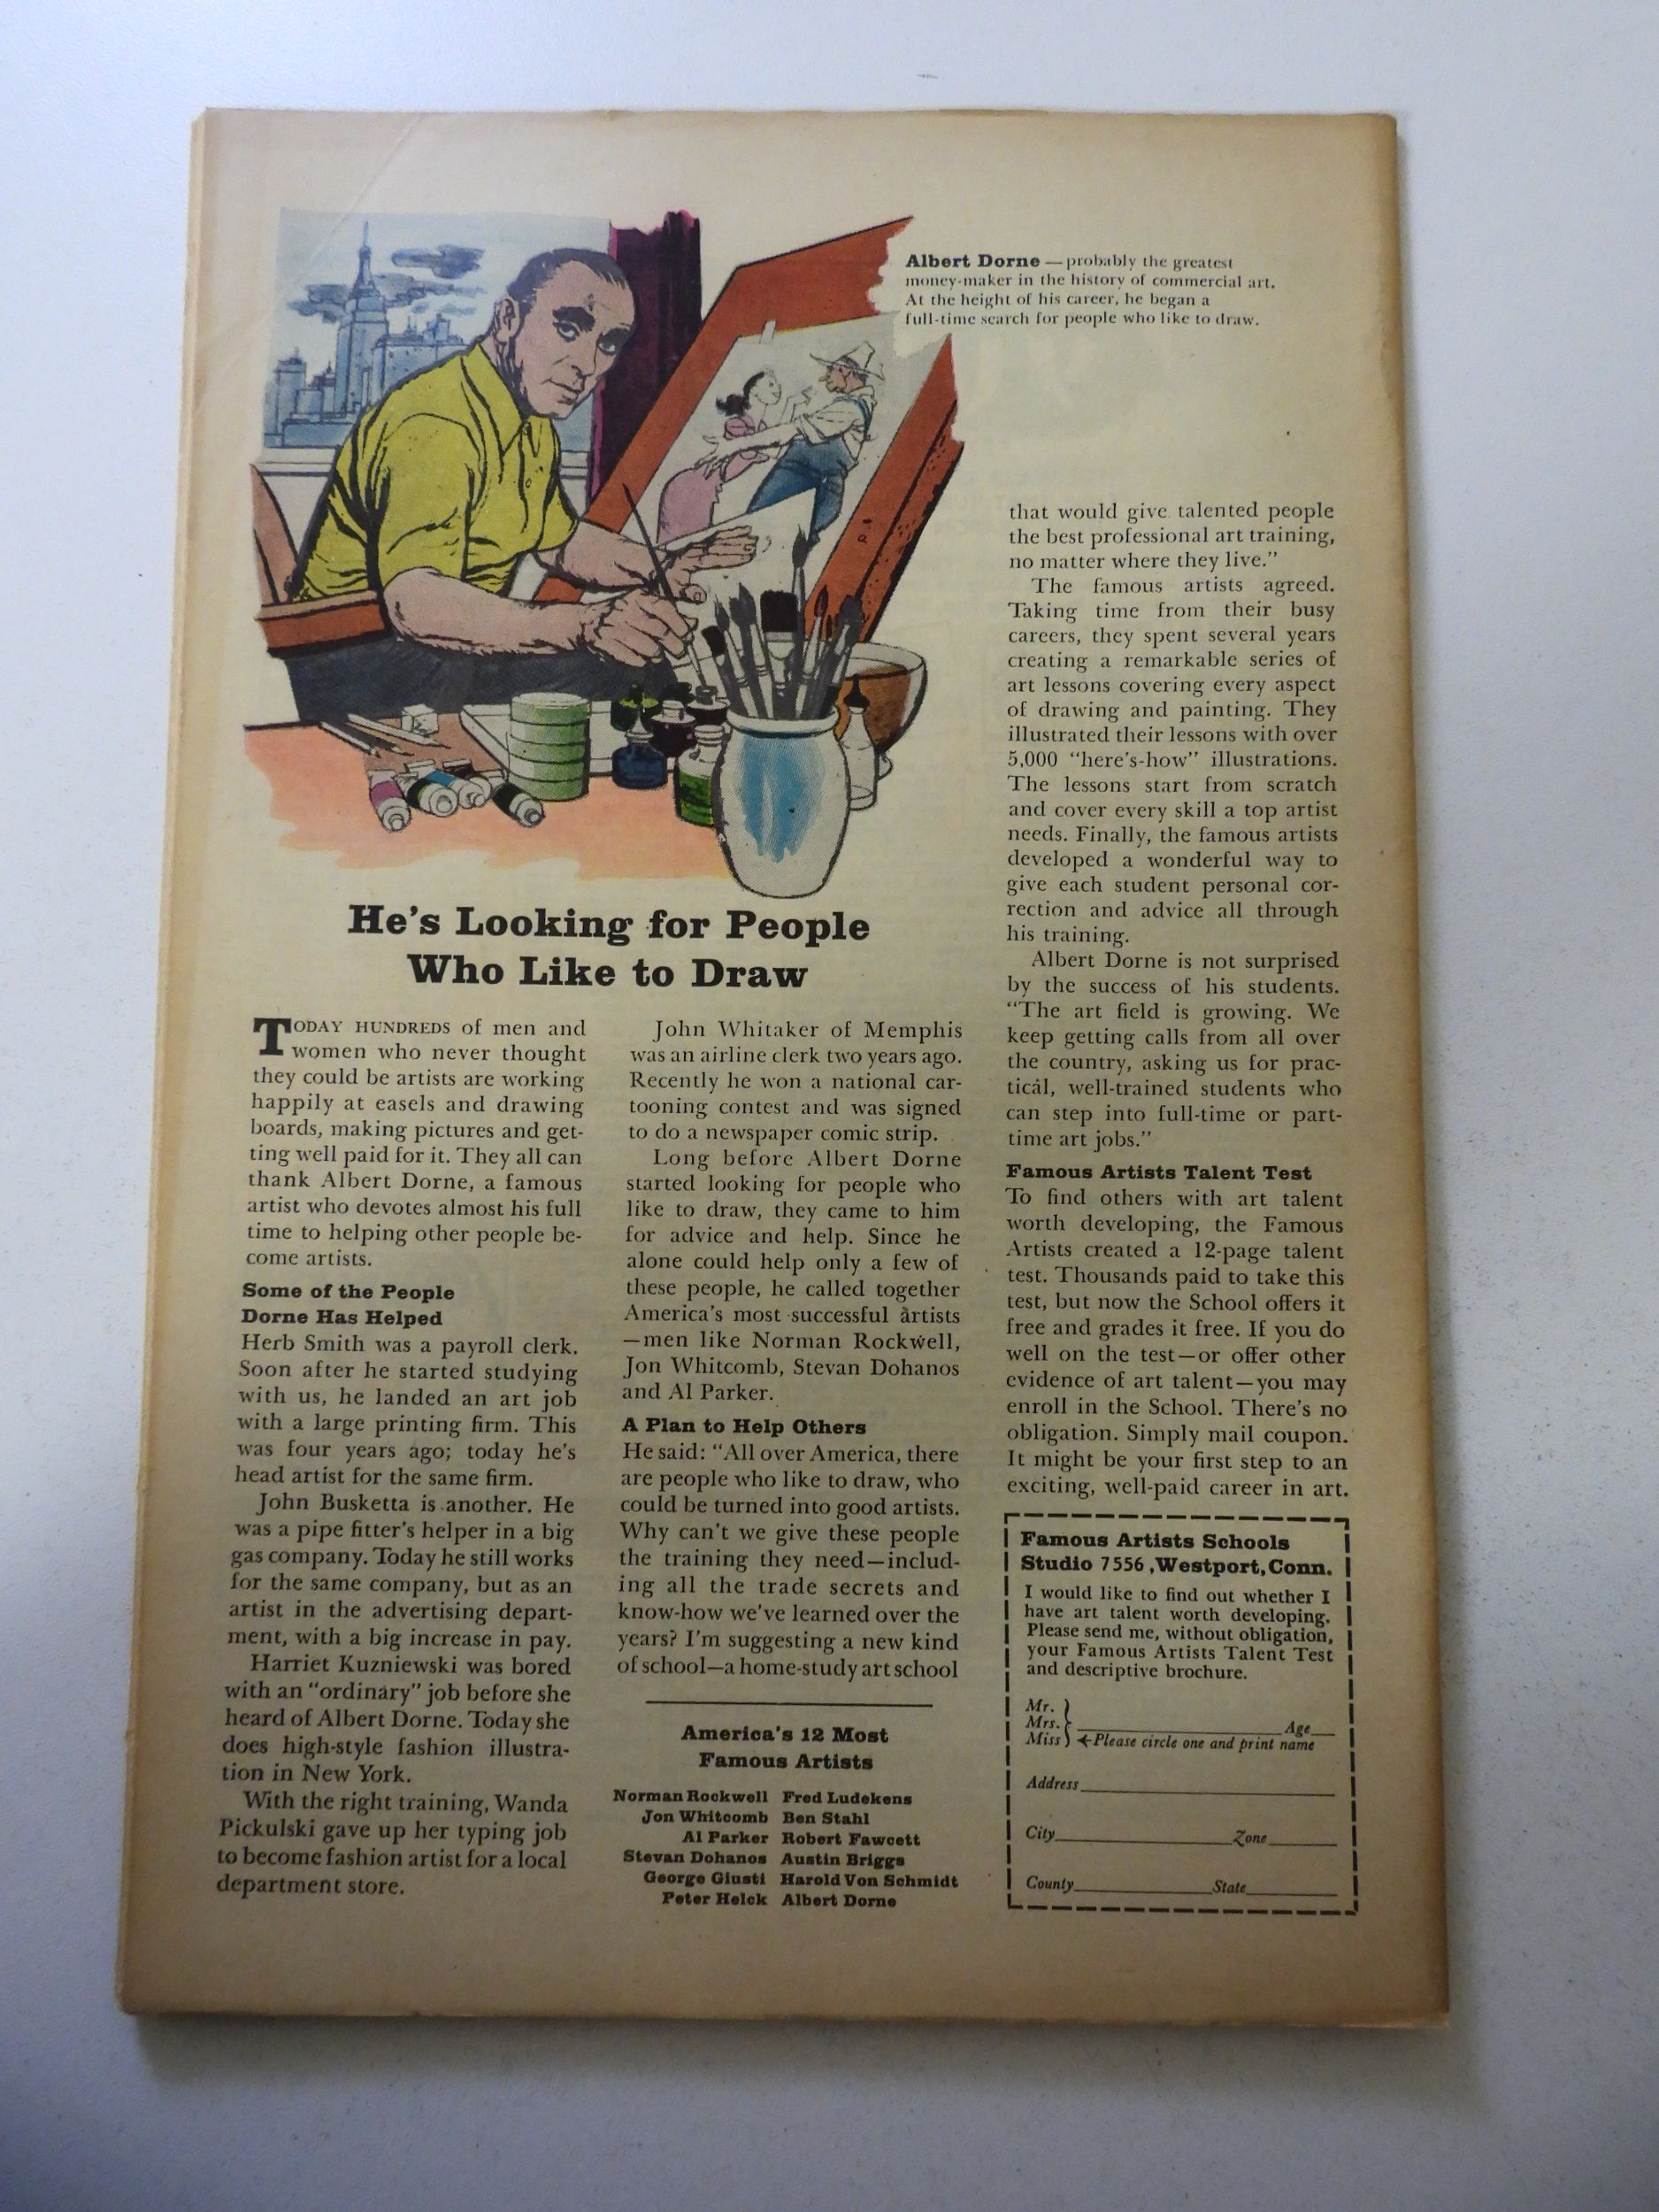 Albert Dorne — probably the greatest
money-maker in the history of commercial art.
At the height of his career, he began a
full-time search for people who like to draw.
He's Looking for People
Who Like to Draw
TODAY HUNDREDS of men and
women who never thought
they could be artists are working
happily at easels and drawing
boards, making pictures and get-
ting well paid for it. They all can
thank Albert Dorne, a famous
artist who devotes almost his full
time to helping other people be-
come artists.
Some of the People
Dorne Has Helped
Herb Smith was a payroll clerk.
Soon after he started studying
with us, he landed an art job
with a large printing firm. This
was four years ago; today he's
head artist for the same firm.
John Busketta is another. He
was a pipe fitter's helper in a big
gas company. Today he still works
for the same company, but as an
artist in the advertising depart-
ment, with a big increase in pay.
Harriet Kuzniewski was bored
with an "ordinary" job before she
heard of Albert Dorne. Today she
does high-style fashion illustra-
tion in New York.
With the right training, Wanda
Pickulski gave up her typing job
to become fashion artist for a local
department store.
John Whitaker of Memphis
was an airline clerk two years ago.
Recently he won a national car-
tooning contest and was signed
to do a newspaper comic strip.
Long before Albert Dorne
started looking for people who
like to draw, they came to him
for advice and help. Since he
alone could help only a few of
these people, he called together
America's most successful artists
—men like Norman Rockwell,
Jon Whitcomb, Stevan Dohanos
and Al Parker.
A Plan to Help Others
He said: "All over America, there
are people who like to draw, who
could be turned into good artists.
Why can't we give these people
the training they need—includ-
ing all the trade secrets and
know-how we've learned over the
years? I'm suggesting a new kind
of school—a home-study art school
America's 12 Most
Famous Artists
Norman Rockwell Fred Ludekens
Jon Whitcomb Ben Stahl
Al Parker Robert Fawcett
Stevan Dohanos Austin Briggs
George Giusti Harold Von Schmidt
Peter Helck Albert Dorne
that would give talented people
the best professional art training,
no matter where they live."
The famous artists agreed.
Taking time from their busy
careers, they spent several years
creating a remarkable series of
art lessons covering every aspect
of drawing and painting. They
illustrated their lessons with over
5,000 "here's-how" illustrations.
The lessons start from scratch
and cover every skill a top artist
needs. Finally, the famous artists
developed a wonderful way to
give each student personal cor-
rection and advice all through
his training.
Albert Dorne is not surprised
by the success of his students.
"The art field is growing. We
keep getting calls from all over
the country, asking us for prac-
tical, well-trained students who
can step into full-time or part-
time art jobs."
Famous Artists Talent Test
To find others with art talent
worth developing, the Famous
Artists created a 12-page talent
test. Thousands paid to take this
test, but now the School offers it
free and grades it free. If you do
well on the test—or offer other
evidence of art talent—you may
enroll in the School. There's no
obligation. Simply mail coupon.
It might be your first step to an
exciting, well-paid career in art.
Famous Artists Schools
Studio 7556, Westport, Conn.
I would like to find out whether I
have art talent worth developing.
Please send me, without obligation,
your Famous Artists Talent Test
and descriptive brochure.
Mr.
Mrs. Age
Miss Please circle one and print name
Address
City Zone
County State